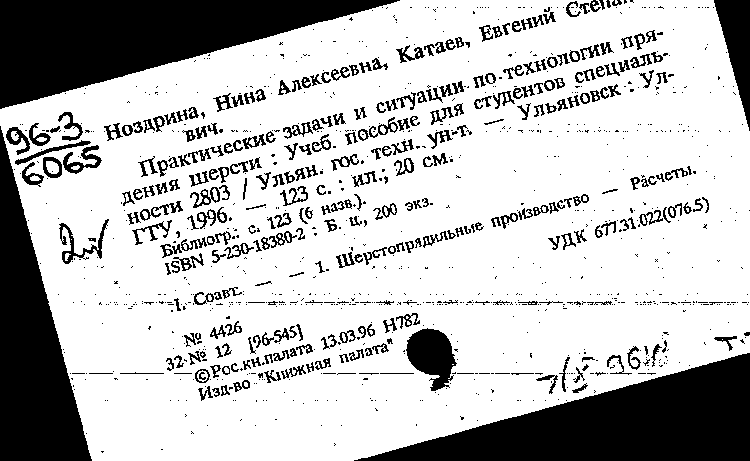 96-3
6065
Ноздрина, Нина Алексеевна, Катаев, Евгений Степано-
вич.
Практические задачи и ситуации по технологии пря-
дения шерсти : Учеб. пособие для студентов специаль-
ности 2803 / Ульян. гос. техн. ун-т. — Ульяновск : Ул-
ГТУ, 1996. — 123 с. : ил.; 20 см.
Библиогр.: с. 123 (6 назв.).
ISBN 5-230-18380-2 : Б. ц., 200 экз.
I. Соавт. — — 1. Шерстопрядильные производство — Расчеты.
УДК 677.31.022(076.5)
№ 4426
32 № 12 [96-545]
©Рос.кн.палата 13.03.96 Н782
Изд-во "Книжная палата"